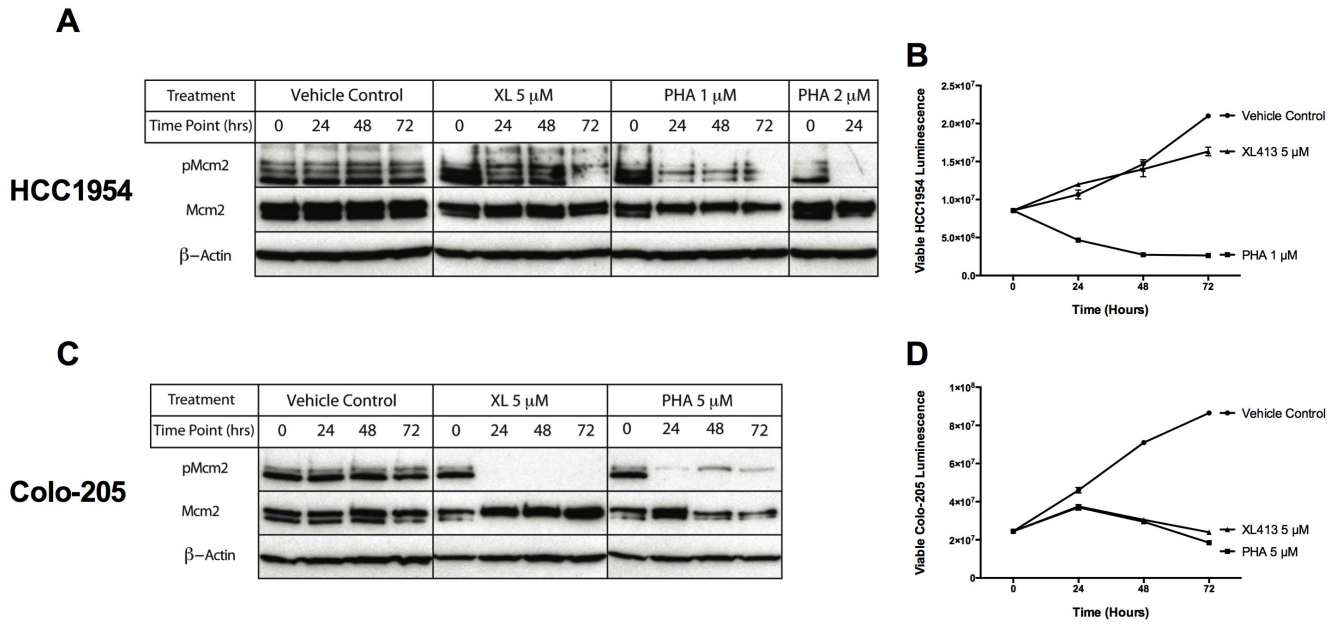 A
Treatment Vehicle Control XL 5 μM PHA 1 μM PHA 2 μM
Time Point (hrs) 0 24 48 72 0 24 48 72 0 24 48 72 0 24
pMcm2
HCC1954
Mcm2
β–Actin
B
Viable HCC1954 Luminescence
2.5×10⁷
2.0×10⁷
1.5×10⁷
1.0×10⁷
5.0×10⁶
0.0
0 24 48 72
Time (Hours)
Vehicle Control
XL413 5 μM
PHA 1 μM
C
Treatment Vehicle Control XL 5 μM PHA 5 μM
Time Point (hrs) 0 24 48 72 0 24 48 72 0 24 48 72
pMcm2
Colo-205
Mcm2
β–Actin
D
Viable Colo-205 Luminescence
1×10⁸
8×10⁷
6×10⁷
4×10⁷
2×10⁷
0
0 24 48 72
Time (Hours)
Vehicle Control
XL413 5 μM
PHA 5 μM